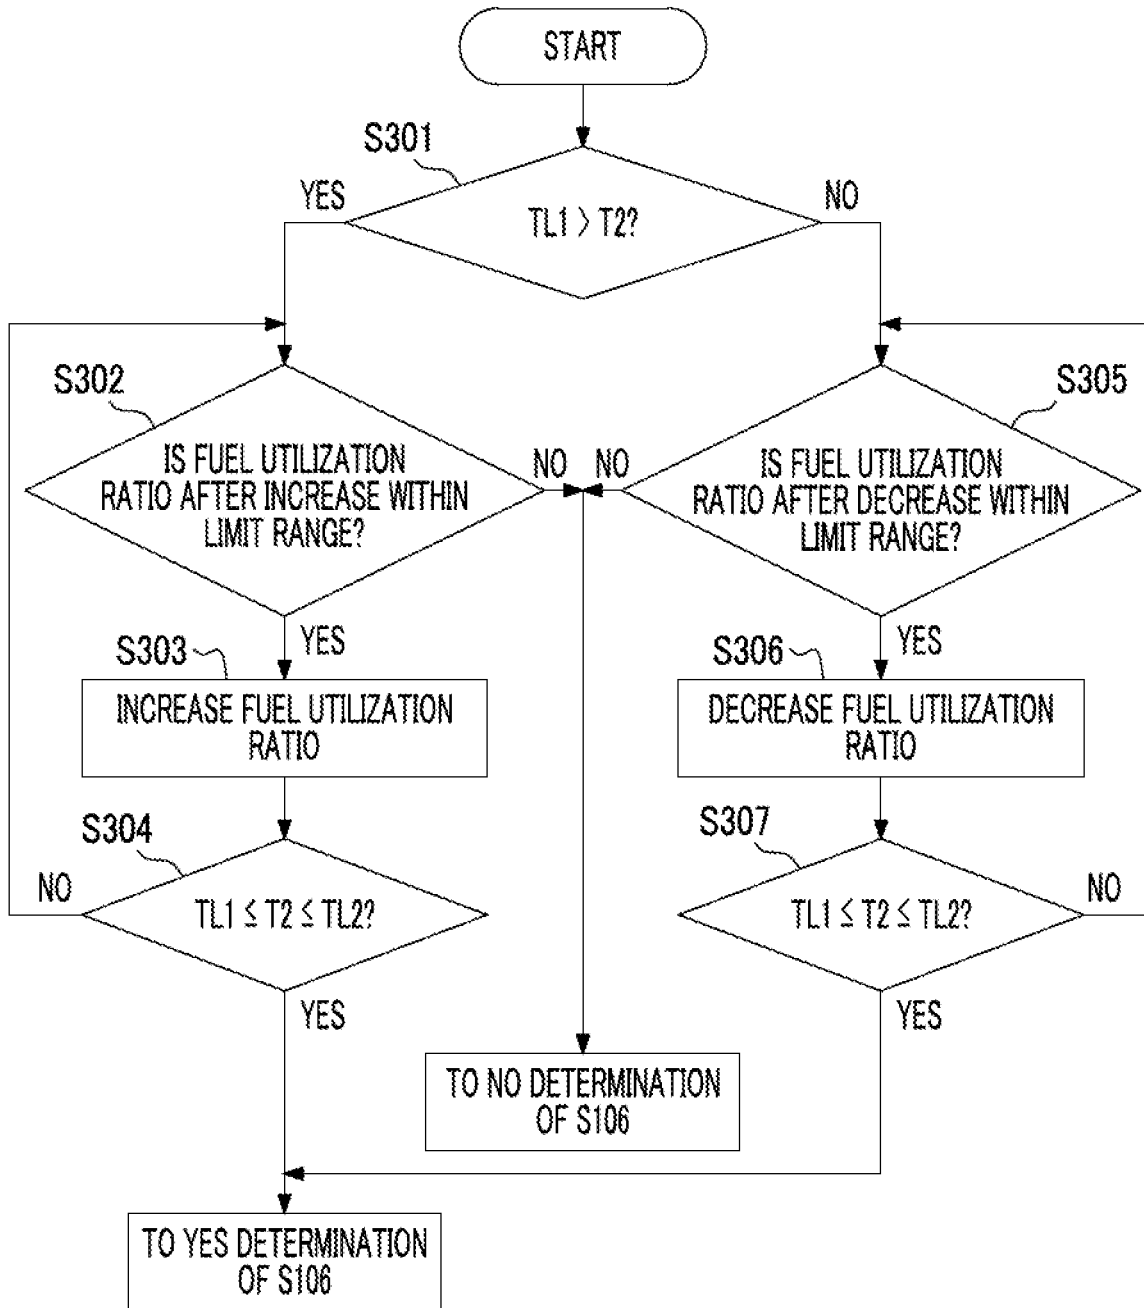 START
S301
YES
NO
TL1 > T2?
S302
S305
IS FUEL UTILIZATION
RATIO AFTER INCREASE WITHIN
LIMIT RANGE?
NO
NO
IS FUEL UTILIZATION
RATIO AFTER DECREASE WITHIN
LIMIT RANGE?
YES
YES
S303
S306
INCREASE FUEL UTILIZATION
RATIO
DECREASE FUEL UTILIZATION
RATIO
S304
S307
NO
TL1 ≤ T2 ≤ TL2?
TL1 ≤ T2 ≤ TL2?
NO
YES
YES
TO NO DETERMINATION
OF S106
TO YES DETERMINATION
OF S106